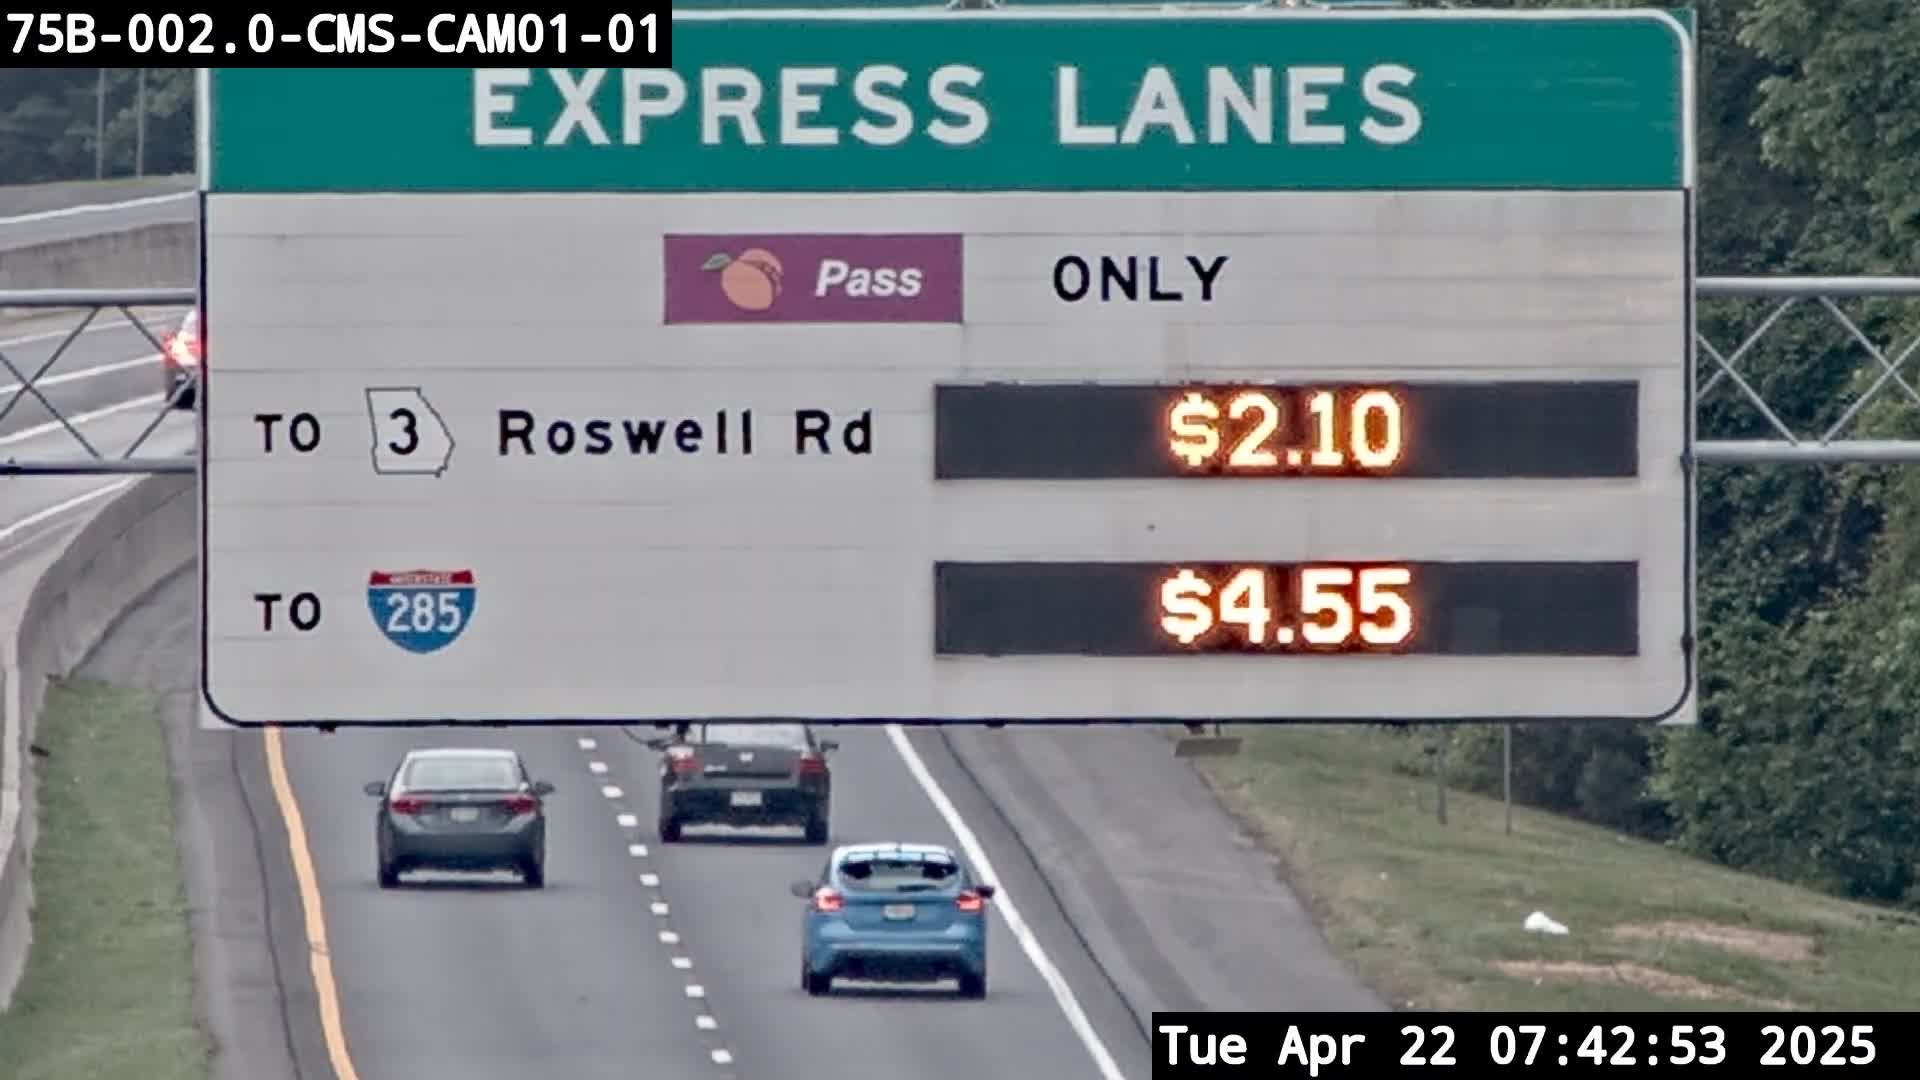 75B-002.0-CMS-CAM01-01
EXPRESS LANES
Pass ONLY
TO 3 Roswell Rd $2.10
INTERSTATE
TO 285 $4.55
Tue Apr 22 07:42:53 2025